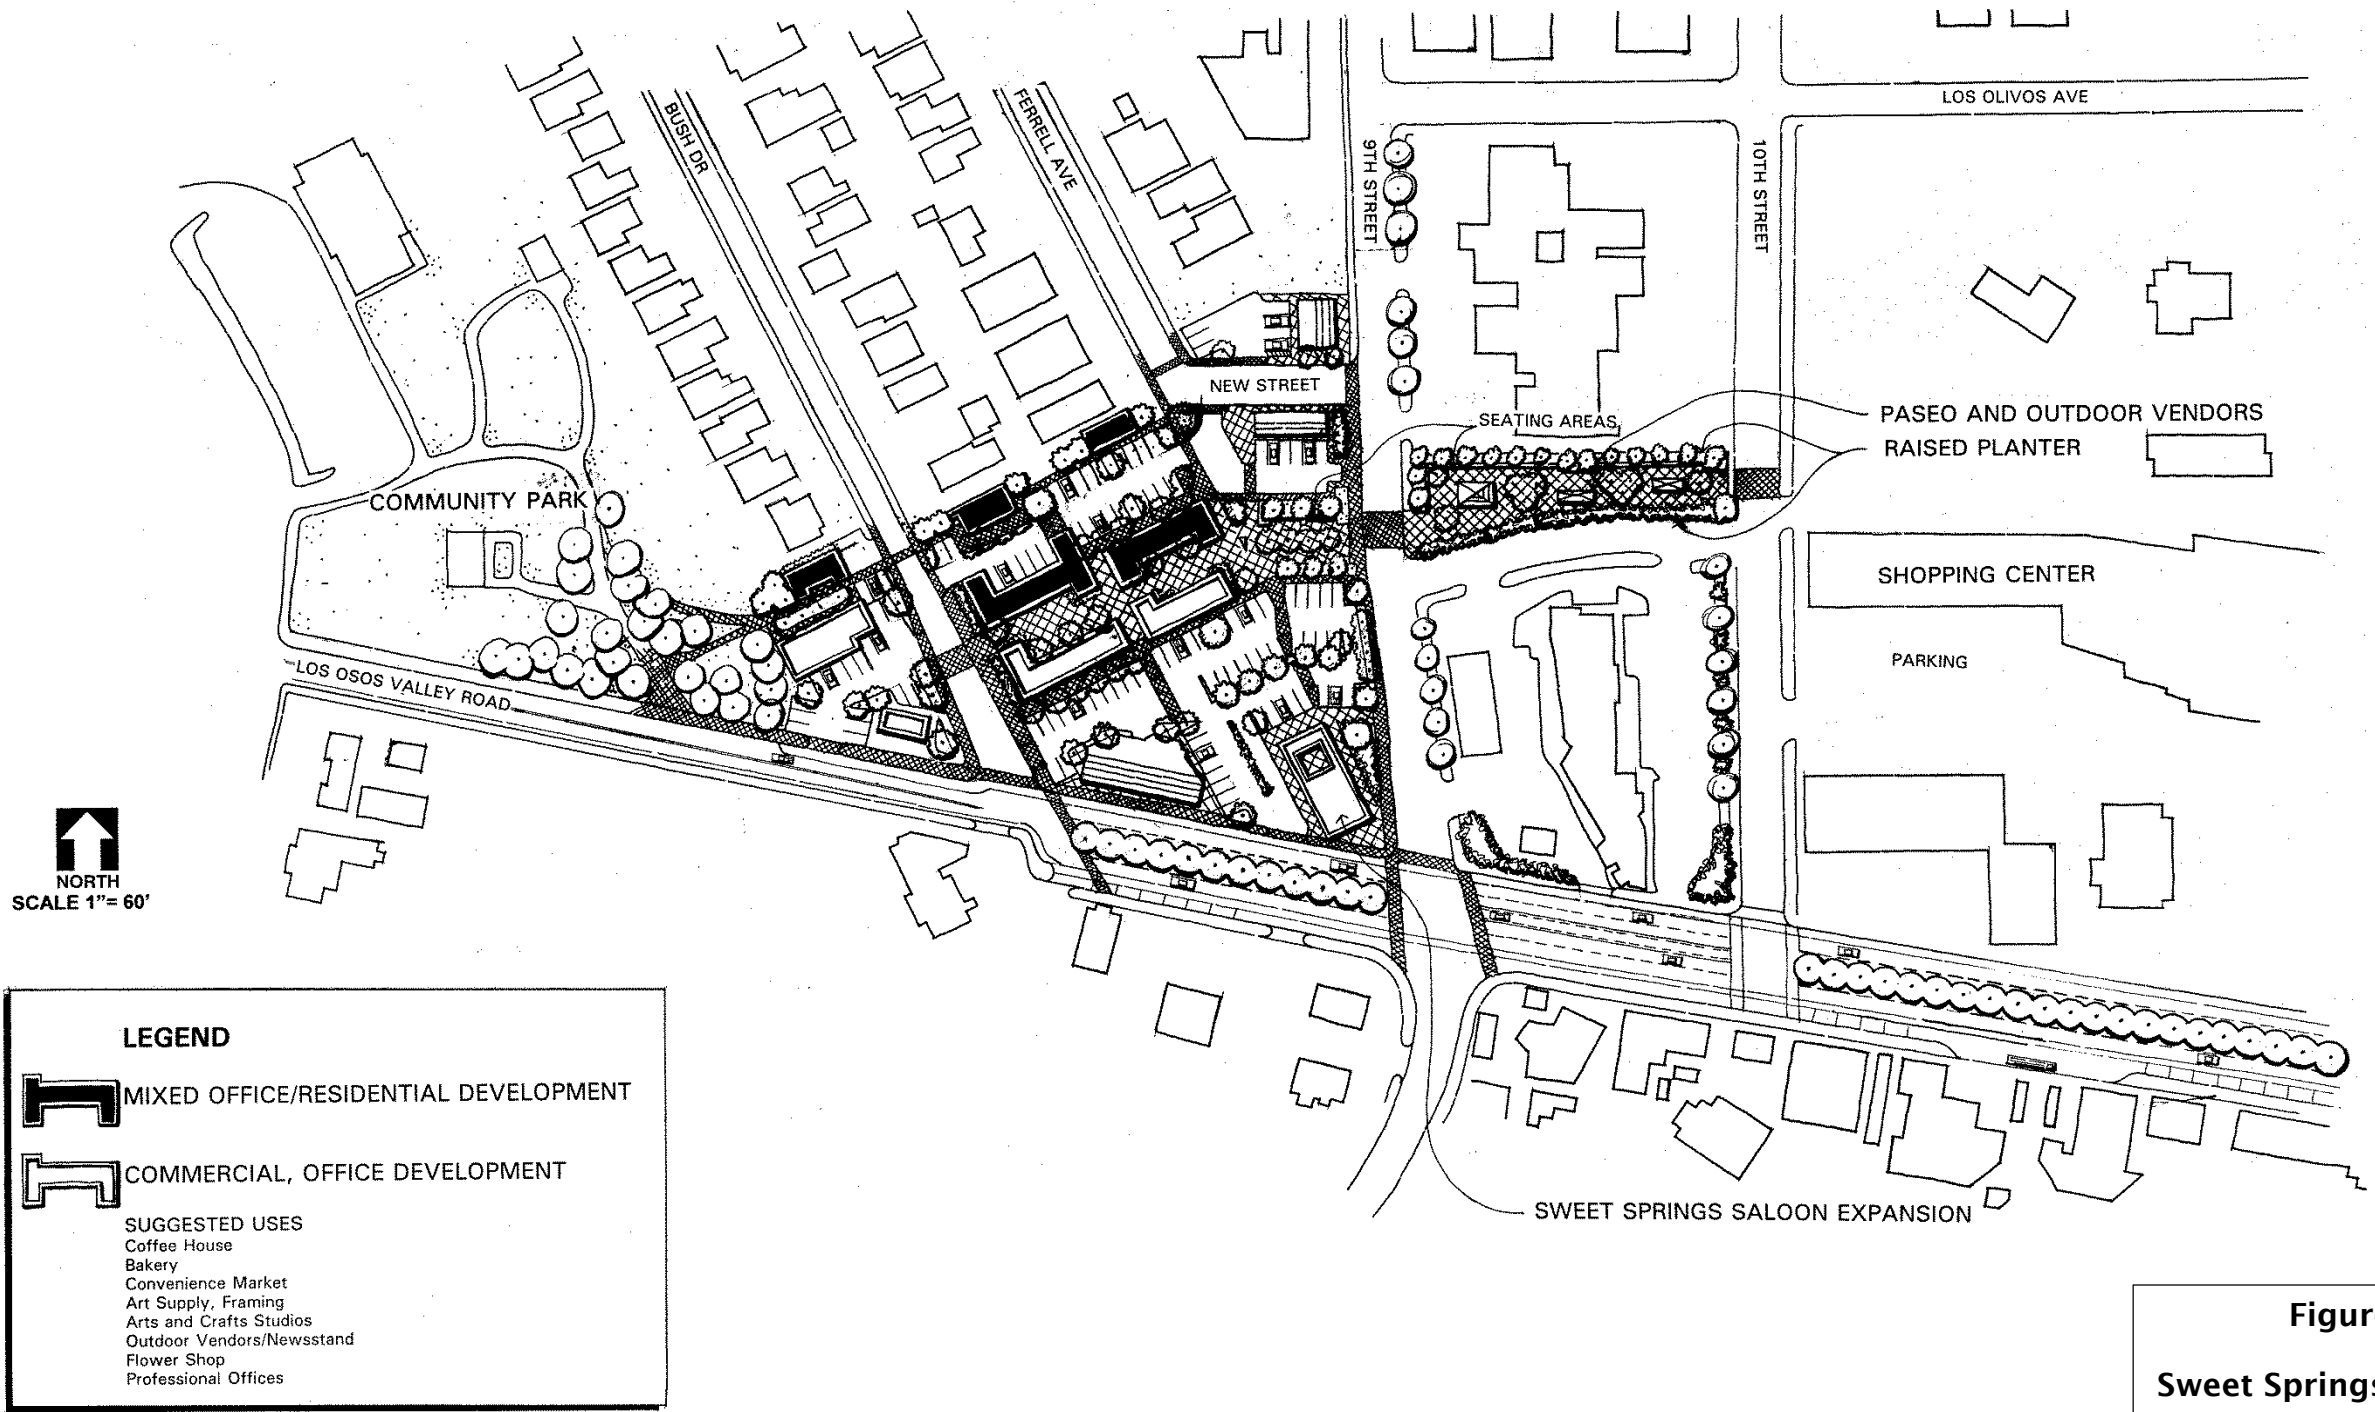 BUSH DR
FERRELL AVE
9TH STREET
10TH STREET
LOS OLIVOS AVE
NEW STREET
SEATING AREAS
PASEO AND OUTDOOR VENDORS
RAISED PLANTER
COMMUNITY PARK
SHOPPING CENTER
PARKING
LOS OSOS VALLEY ROAD
NORTH
SCALE 1"= 60'
SWEET SPRINGS SALOON EXPANSION
LEGEND
MIXED OFFICE/RESIDENTIAL DEVELOPMENT
COMMERCIAL, OFFICE DEVELOPMENT
SUGGESTED USES
Coffee House
Bakery
Convenience Market
Art Supply, Framing
Arts and Crafts Studios
Outdoor Vendors/Newsstand
Flower Shop
Professional Offices
Figur
Sweet Springs